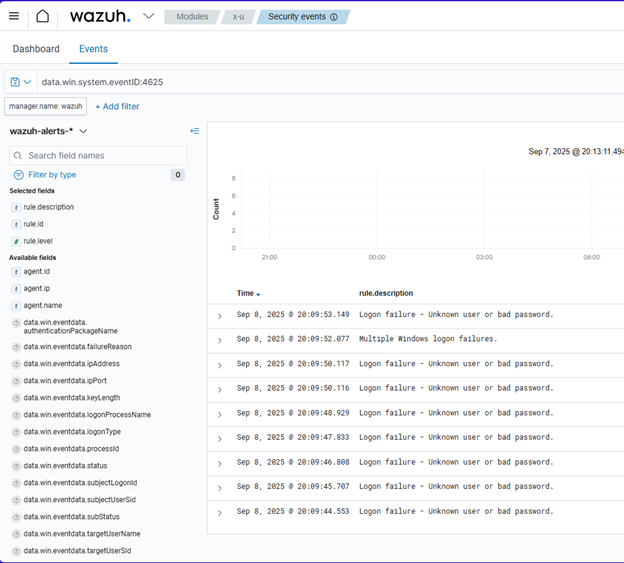 wazuh.
Modules
x-u
Security events
Dashboard
Events
data.win.system.eventID:4625
manager.name: wazuh
+ Add filter
wazuh-alerts-*
Search field names
Filter by type
0
Selected fields
t rule.description
t rule.id
# rule.level
Available fields
t agent.id
t agent.ip
t agent.name
data.win.eventdata.
authenticationPackageName
data.win.eventdata.failureReason
data.win.eventdata.ipAddress
data.win.eventdata.ipPort
data.win.eventdata.keyLength
data.win.eventdata.logonProcessName
data.win.eventdata.logonType
data.win.eventdata.processId
data.win.eventdata.status
data.win.eventdata.subjectLogonId
data.win.eventdata.subjectUserSid
data.win.eventdata.subStatus
data.win.eventdata.targetUserName
data.win.eventdata.targetUserSid
Sep 7, 2025 @ 20:13:11.494
Count
8
6
4
2
0
21:00
00:00
03:00
06:00
Time
rule.description
Sep 8, 2025 @ 20:09:53.149 Logon failure - Unknown user or bad password.
Sep 8, 2025 @ 20:09:52.077 Multiple Windows logon failures.
Sep 8, 2025 @ 20:09:50.117 Logon failure - Unknown user or bad password.
Sep 8, 2025 @ 20:09:50.116 Logon failure - Unknown user or bad password.
Sep 8, 2025 @ 20:09:48.929 Logon failure - Unknown user or bad password.
Sep 8, 2025 @ 20:09:47.833 Logon failure - Unknown user or bad password.
Sep 8, 2025 @ 20:09:46.808 Logon failure - Unknown user or bad password.
Sep 8, 2025 @ 20:09:45.707 Logon failure - Unknown user or bad password.
Sep 8, 2025 @ 20:09:44.553 Logon failure - Unknown user or bad password.